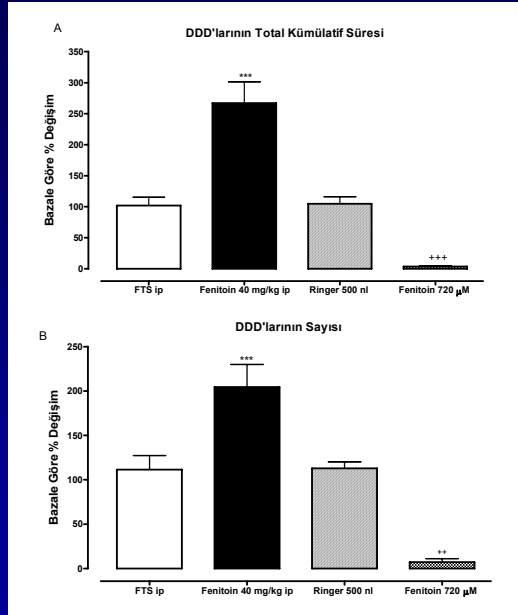 A
DDD'larının Total Kümülatif Süresi
Bazale Göre % Değişim
350
300
250
200
150
100
50
0
***
+++
FTS ip
Fenitoin 40 mg/kg ip
Ringer 500 nl
Fenitoin 720 μM
B
DDD'larının Sayısı
Bazale Göre % Değişim
250
200
150
100
50
0
***
++
FTS ip
Fenitoin 40 mg/kg ip
Ringer 500 nl
Fenitoin 720 μM